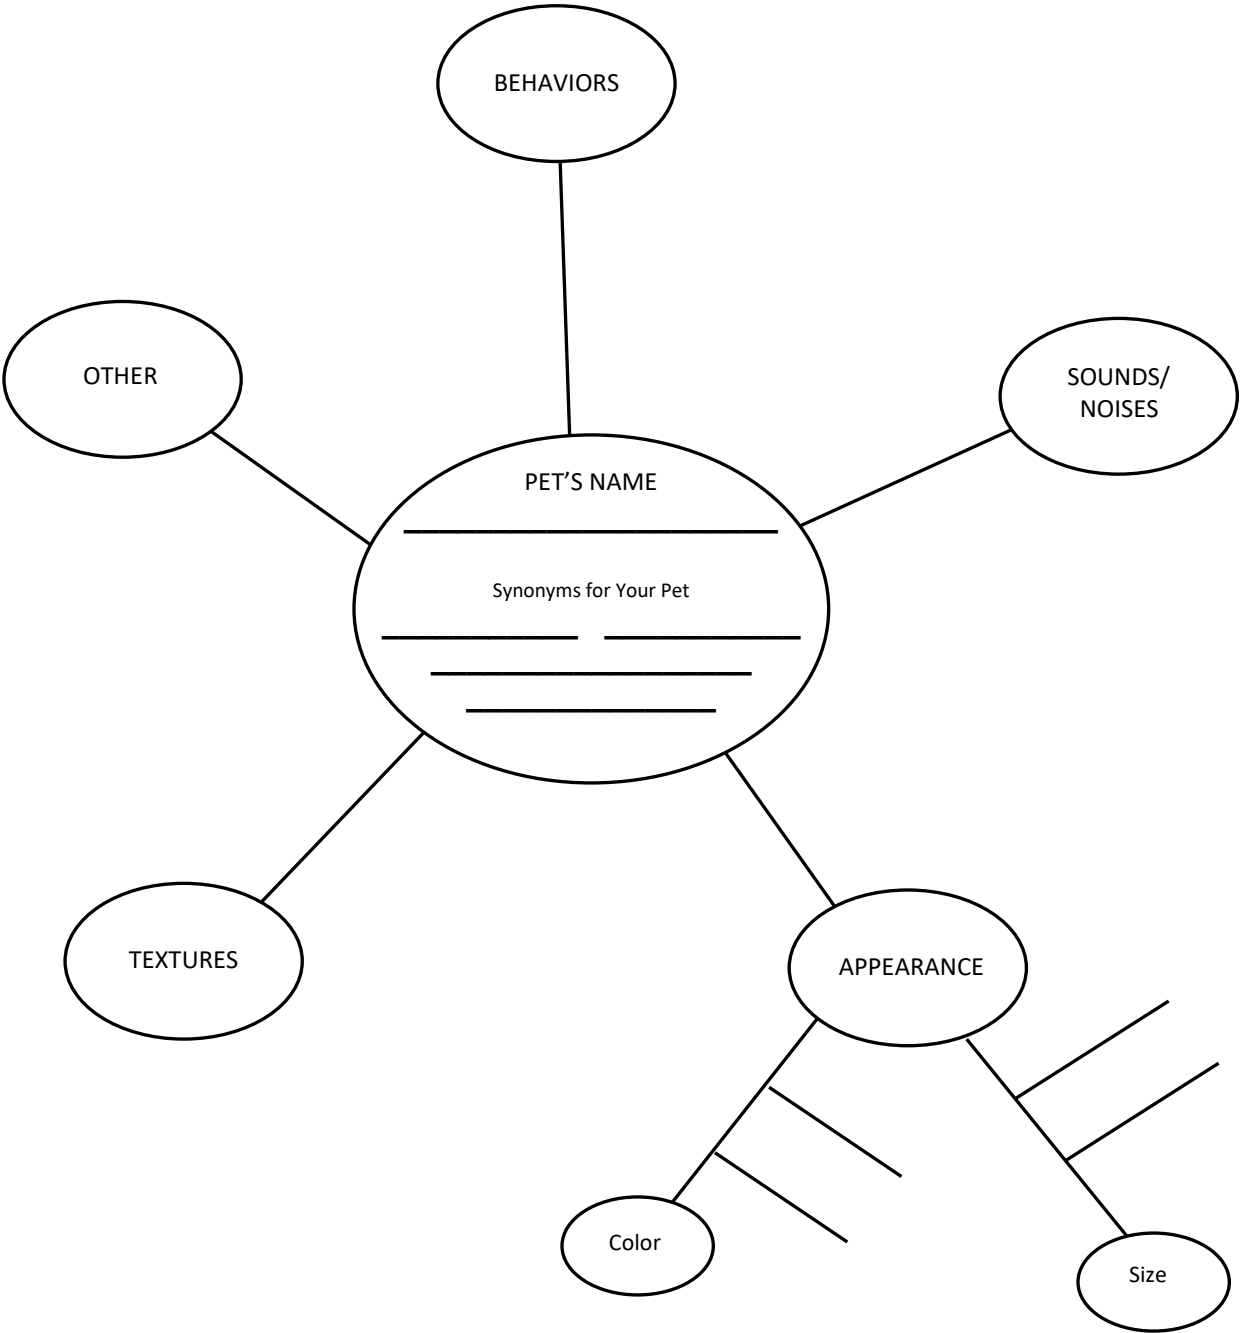 BEHAVIORS
OTHER
SOUNDS/
NOISES
PET’S NAME
Synonyms for Your Pet
TEXTURES
APPEARANCE
Color
Size